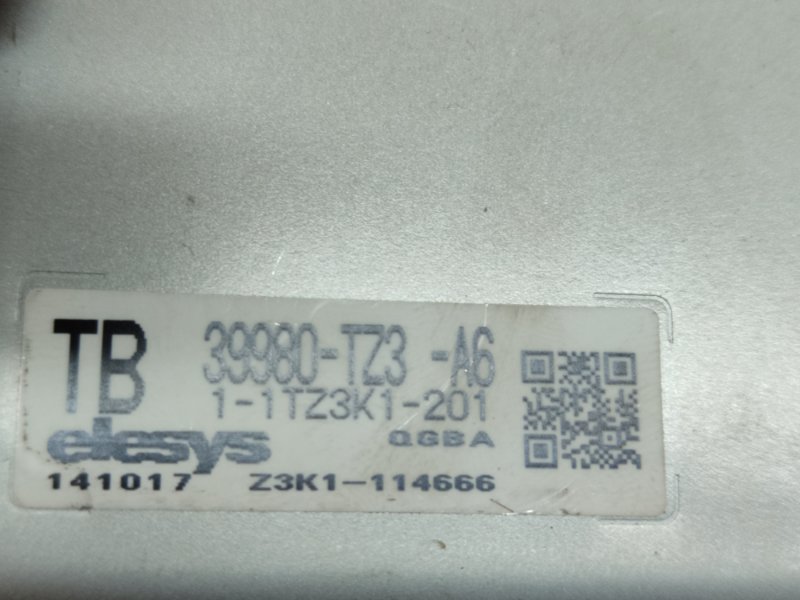 TB 39980-TZ3 -A6
1-1TZ3K1-201
elesys QGBA
141017 Z3K1-114666